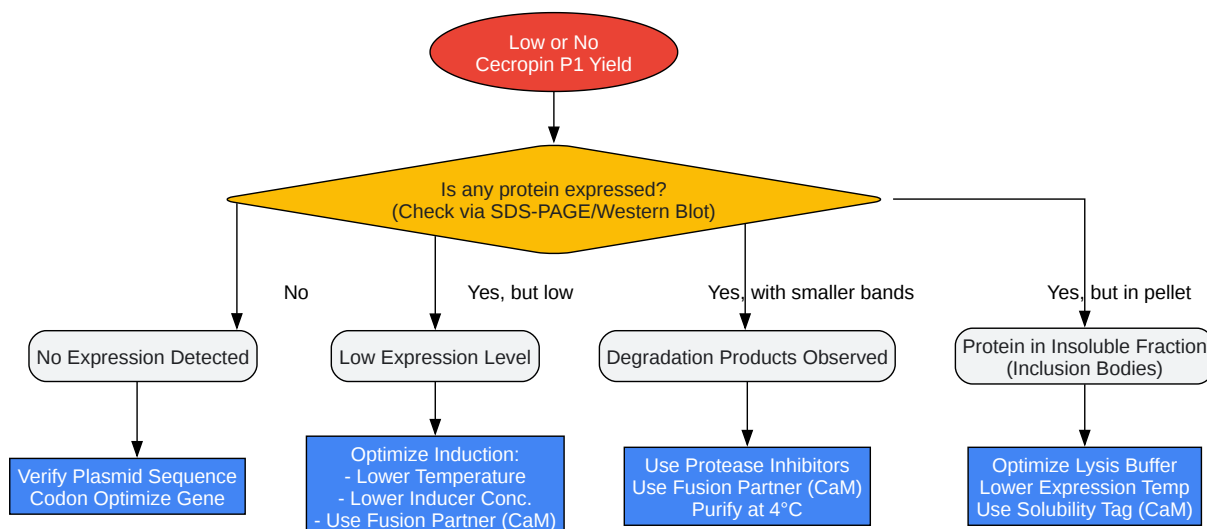 Low or No
Cecropin P1 Yield
Is any protein expressed?
(Check via SDS-PAGE/Western Blot)
No
Yes, but low
Yes, with smaller bands
Yes, but in pellet
No Expression Detected
Low Expression Level
Degradation Products Observed
Protein in Insoluble Fraction
(Inclusion Bodies)
Verify Plasmid Sequence
Codon Optimize Gene
Optimize Induction:
- Lower Temperature
- Lower Inducer Conc.
- Use Fusion Partner (CaM)
Use Protease Inhibitors
Use Fusion Partner (CaM)
Purify at 4°C
Optimize Lysis Buffer
Lower Expression Temp
Use Solubility Tag (CaM)